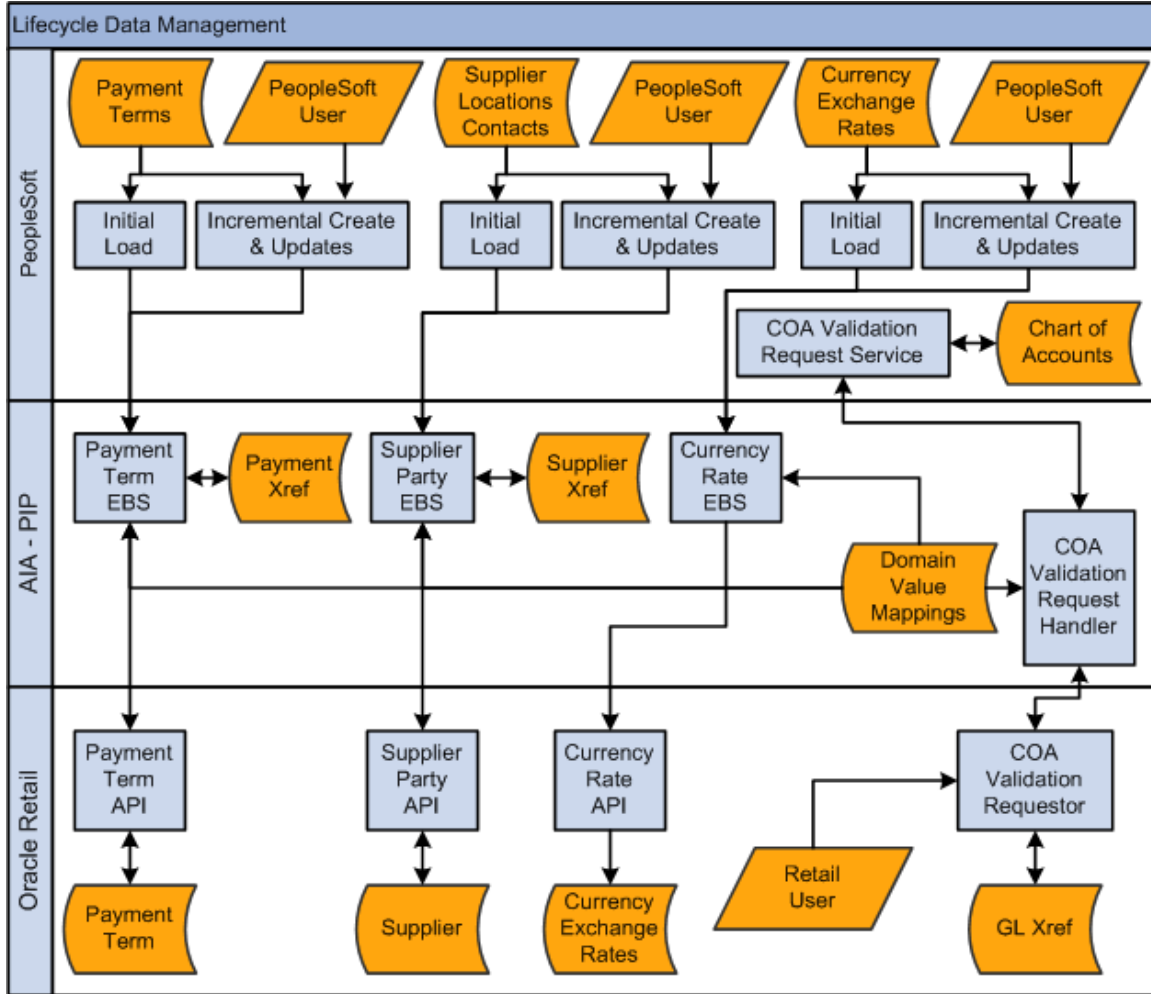 Lifecycle Data Management
PeopleSoft
Payment
Terms
PeopleSoft
User
Supplier
Locations
Contacts
PeopleSoft
User
Currency
Exchange
Rates
PeopleSoft
User
Initial
Load
Incremental Create
& Updates
Initial
Load
Incremental Create
& Updates
Initial
Load
Incremental Create
& Updates
COA Validation
Request Service
Chart of
Accounts
AIA - PIP
Payment
Term
EBS
Payment
Xref
Supplier
Party
EBS
Supplier
Xref
Currency
Rate
EBS
Domain
Value
Mappings
COA
Validation
Request
Handler
Oracle Retail
Payment
Term
API
Supplier
Party
API
Currency
Rate
API
COA
Validation
Requestor
Payment
Term
Supplier
Currency
Exchange
Rates
Retail
User
GL Xref